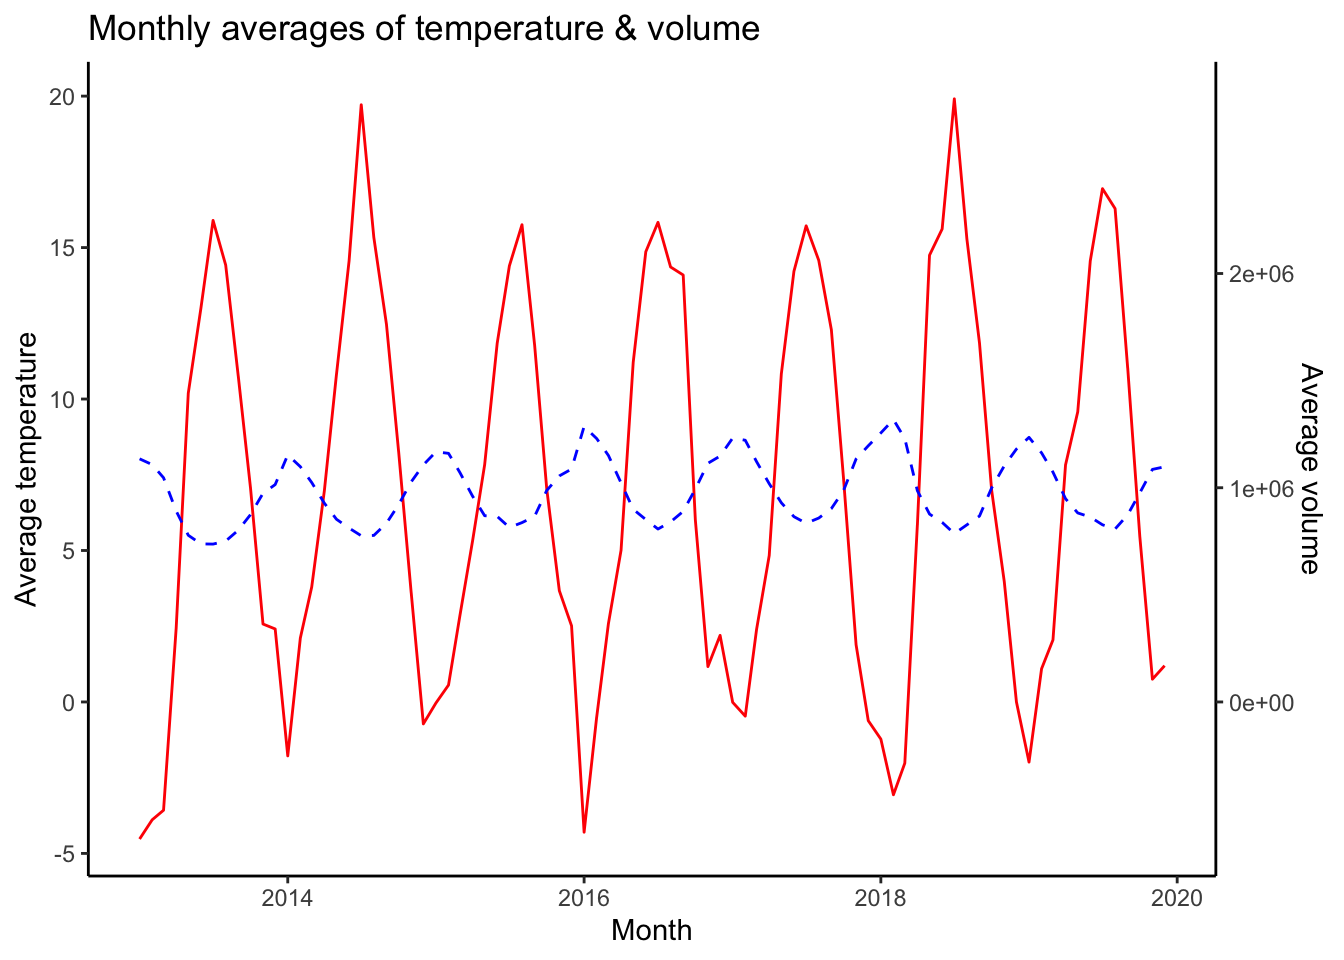 Monthly averages of temperature & volume
Average temperature
20
15
10
5
0
-5
2e+06
1e+06
0e+00
Average volume
2014
2016
2018
2020
Month